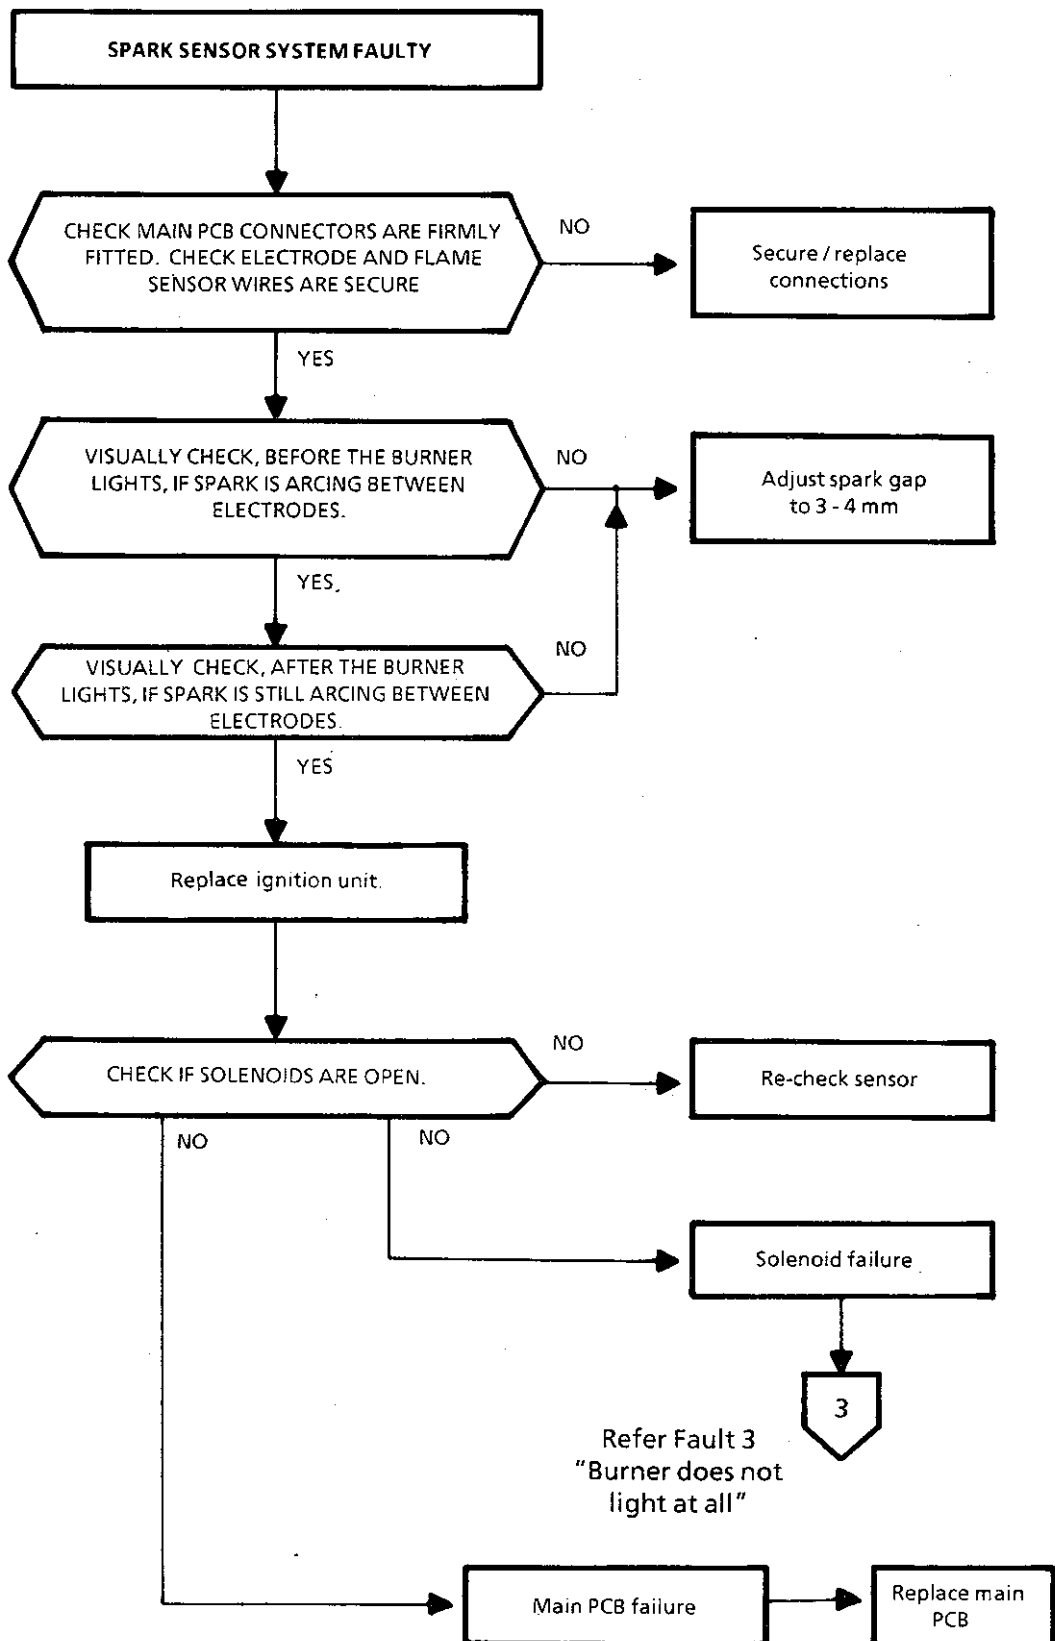 SPARK SENSOR SYSTEM FAULTY
CHECK MAIN PCB CONNECTORS ARE FIRMLY
FITTED. CHECK ELECTRODE AND FLAME
SENSOR WIRES ARE SECURE
NO
Secure / replace
connections
YES
VISUALLY CHECK, BEFORE THE BURNER
LIGHTS, IF SPARK IS ARCING BETWEEN
ELECTRODES.
NO
Adjust spark gap
to 3 - 4 mm
YES.
VISUALLY CHECK, AFTER THE BURNER
LIGHTS, IF SPARK IS STILL ARCING BETWEEN
ELECTRODES.
NO
YES
Replace ignition unit.
CHECK IF SOLENOIDS ARE OPEN.
NO
Re-check sensor
NO
NO
Solenoid failure
3
Refer Fault 3
"Burner does not
light at all"
Main PCB failure
Replace main
PCB